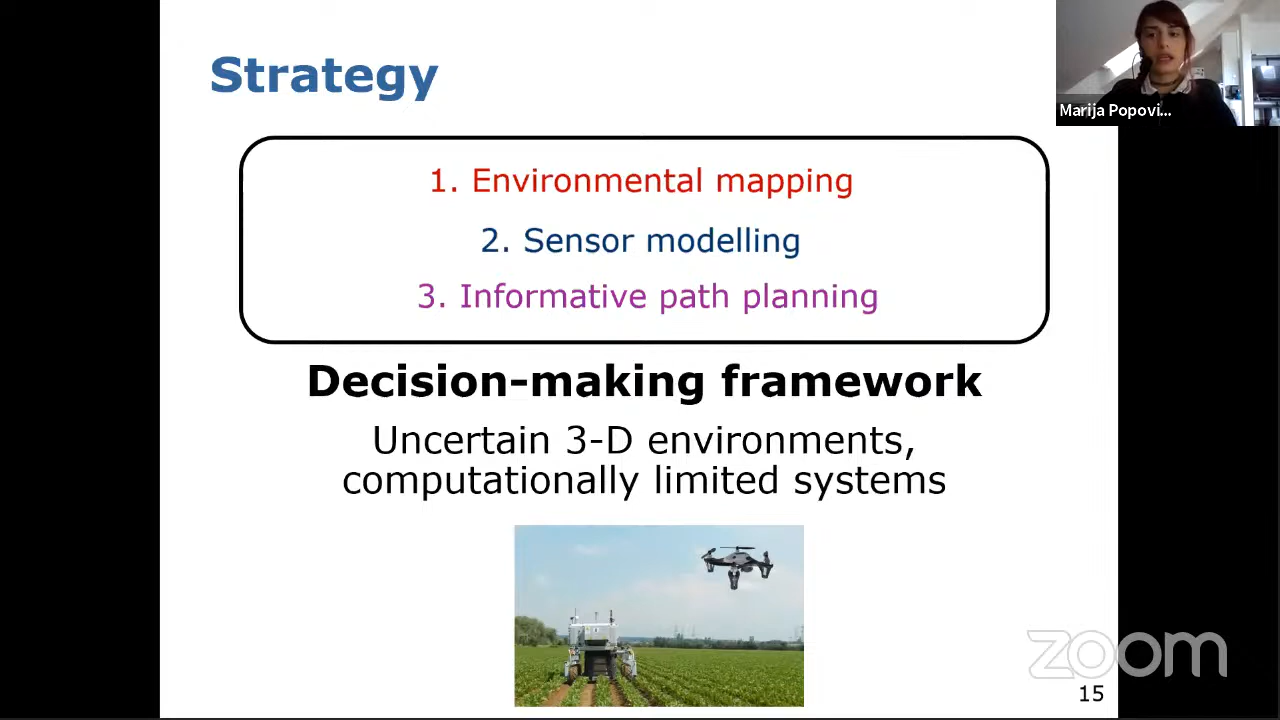 Strategy
Marija Popovi...
1. Environmental mapping
2. Sensor modelling
3. Informative path planning
Decision-making framework
Uncertain 3-D environments,
computationally limited systems
zoom
15